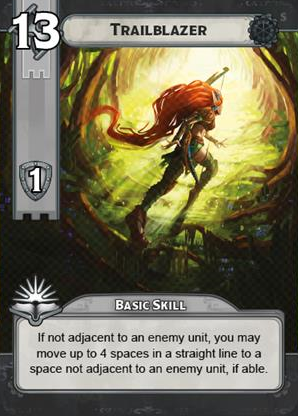 13
TRAILBLAZER
S
1
BASIC SKILL
If not adjacent to an enemy unit, you may
move up to 4 spaces in a straight line to a
space not adjacent to an enemy unit, if able.